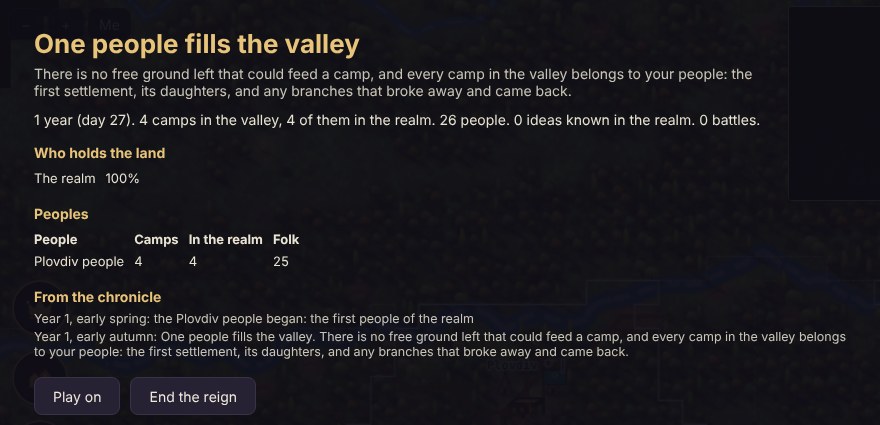 One people fills the valley
There is no free ground left that could feed a camp, and every camp in the valley belongs to your people: the
first settlement, its daughters, and any branches that broke away and came back.
1 year (day 27). 4 camps in the valley, 4 of them in the realm. 26 people. 0 ideas known in the realm. 0 battles.
Who holds the land
The realm 100%
Peoples
People Camps In the realm Folk
Plovdiv people 4 4 25
From the chronicle
Year 1, early spring: the Plovdiv people began: the first people of the realm
Year 1, early autumn: One people fills the valley. There is no free ground left that could feed a camp, and every camp in the valley belongs
to your people: the first settlement, its daughters, and any branches that broke away and came back.
Play on End the reign